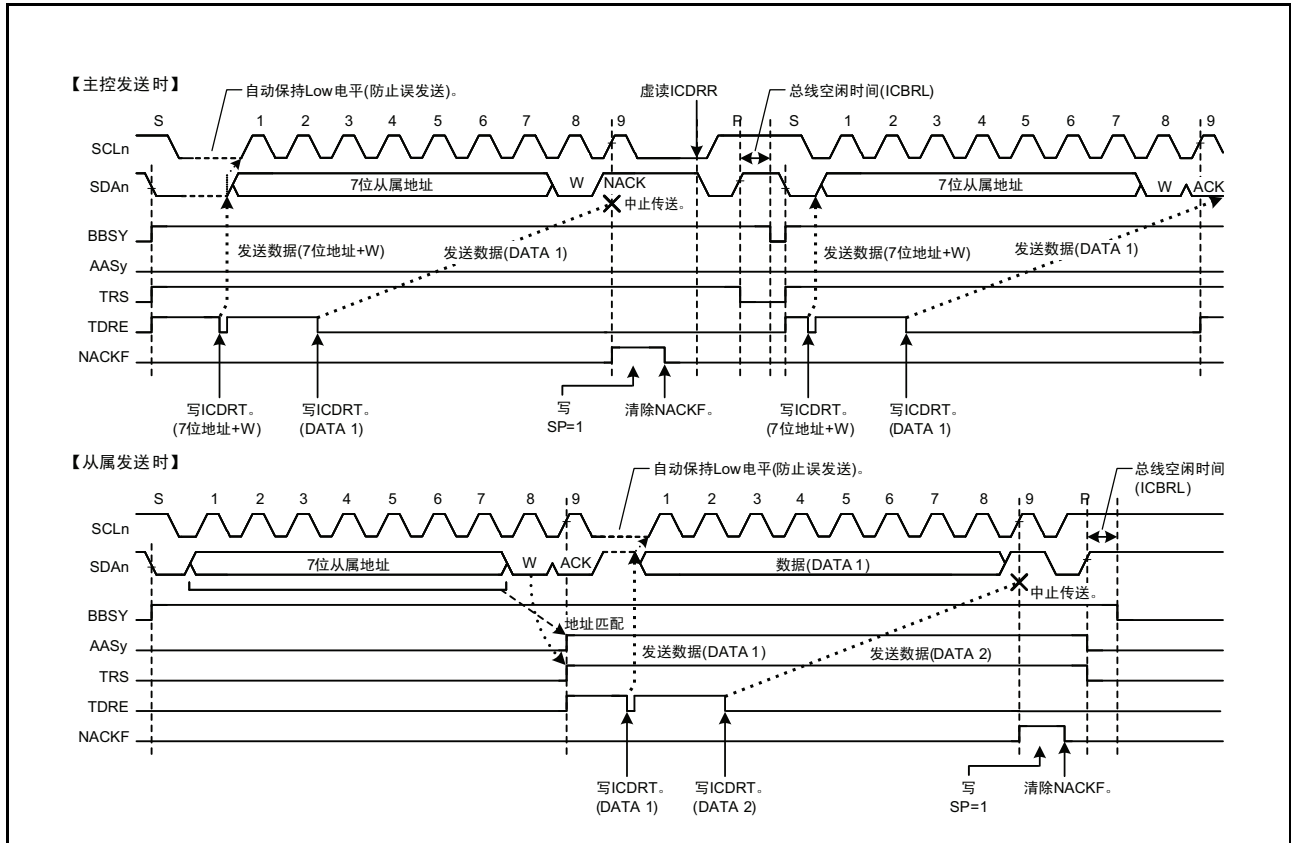 【主控发送时】
自动保持Low电平(防止误发送)。
虚读ICDRR
总线空闲时间(ICBRL)
S 1 2 3 4 5 6 7 8 9 P S 1 2 3 4 5 6 7 8 9
SCLn
SDAn 7位从属地址 W NACK 7位从属地址 W ACK
中止传送。
BBSY
发送数据(7位地址+W) 发送数据(DATA 1) 发送数据(7位地址+W) 发送数据(DATA 1)
AASy
TRS
TDRE
NACKF
写ICDRT。 写ICDRT。 写 清除NACKF。 写ICDRT。 写ICDRT。
(7位地址+W) (DATA 1) SP=1 (7位地址+W) (DATA 1)
【从属发送时】
自动保持Low电平(防止误发送)。
总线空闲时间
(ICBRL)
S 1 2 3 4 5 6 7 8 9 1 2 3 4 5 6 7 8 9 P
SCLn
SDAn 7位从属地址 W ACK 数据(DATA 1)
中止传送。
BBSY
地址匹配
AASy
发送数据(DATA 1) 发送数据(DATA 2)
TRS
TDRE
NACKF
写ICDRT。 写ICDRT。 写 清除NACKF。
(DATA 1) (DATA 2) SP=1